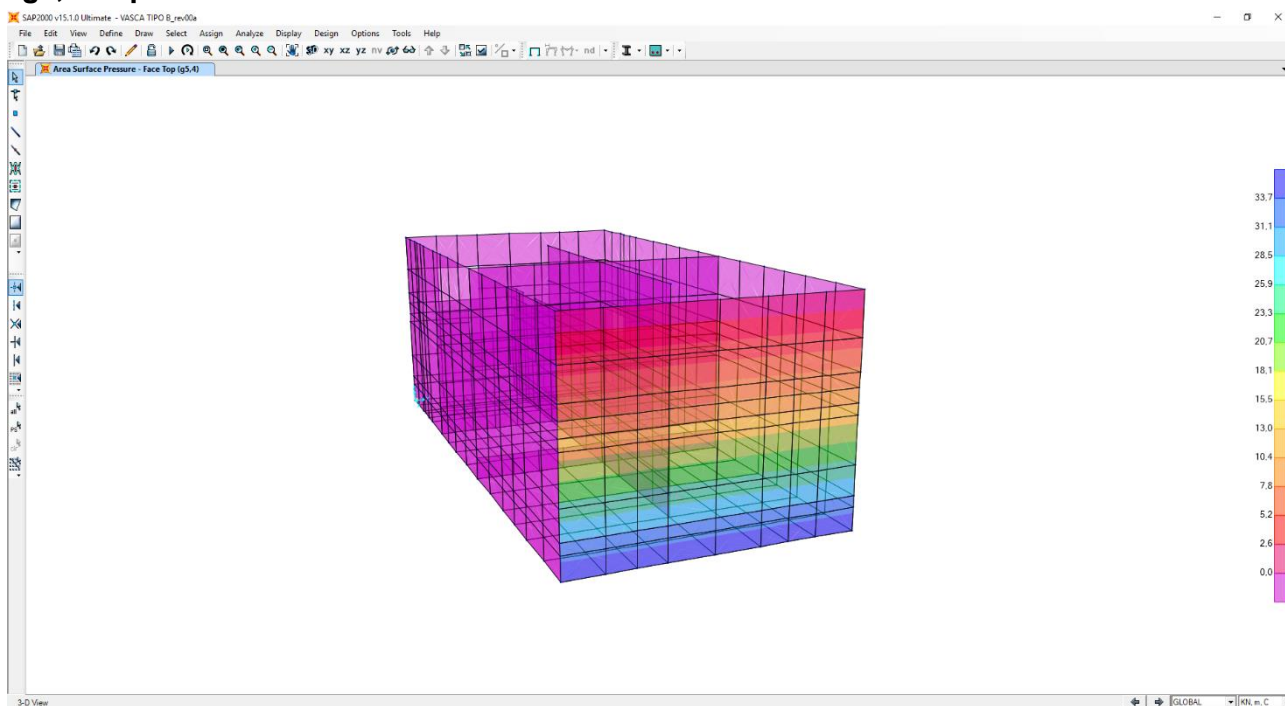 SAP2000 v15.1.0 Ultimate - VASCA TIPO B_rev00a
File Edit View Define Draw Select Assign Analyze Display Design Options Tools Help
xy xz yz nv nd
Area Surface Pressure - Face Top (g5,4)
33.7
31.1
28.5
25.9
23.3
20.7
18.1
15.5
13.0
10.4
7.8
5.2
2.6
0.0
3-D View
GLOBAL
KN, m, C